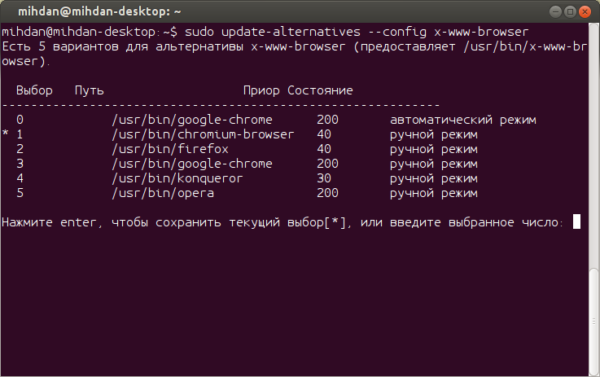 mihdan@mihdan-desktop: ~
mihdan@mihdan-desktop:~$ sudo update-alternatives --config x-www-browser
Есть 5 вариантов для альтернативы x-www-browser (предоставляет /usr/bin/x-www-br
owser).
Выбор Путь Приор Состояние
------------------------------------------------------------
0 /usr/bin/google-chrome 200 автоматический режим
* 1 /usr/bin/chromium-browser 40 ручной режим
2 /usr/bin/firefox 40 ручной режим
3 /usr/bin/google-chrome 200 ручной режим
4 /usr/bin/konqueror 30 ручной режим
5 /usr/bin/opera 200 ручной режим
Нажмите enter, чтобы сохранить текущий выбор[*], или введите выбранное число: